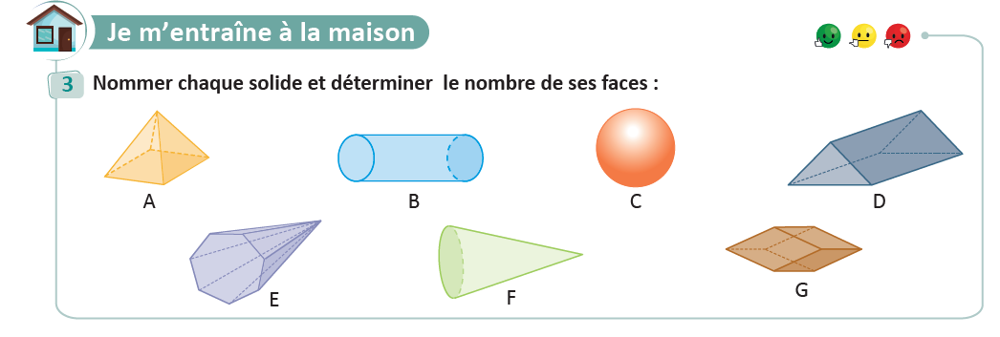 Je m’entraîne à la maison
3 Nommer chaque solide et déterminer le nombre de ses faces :
A B C D
E F G